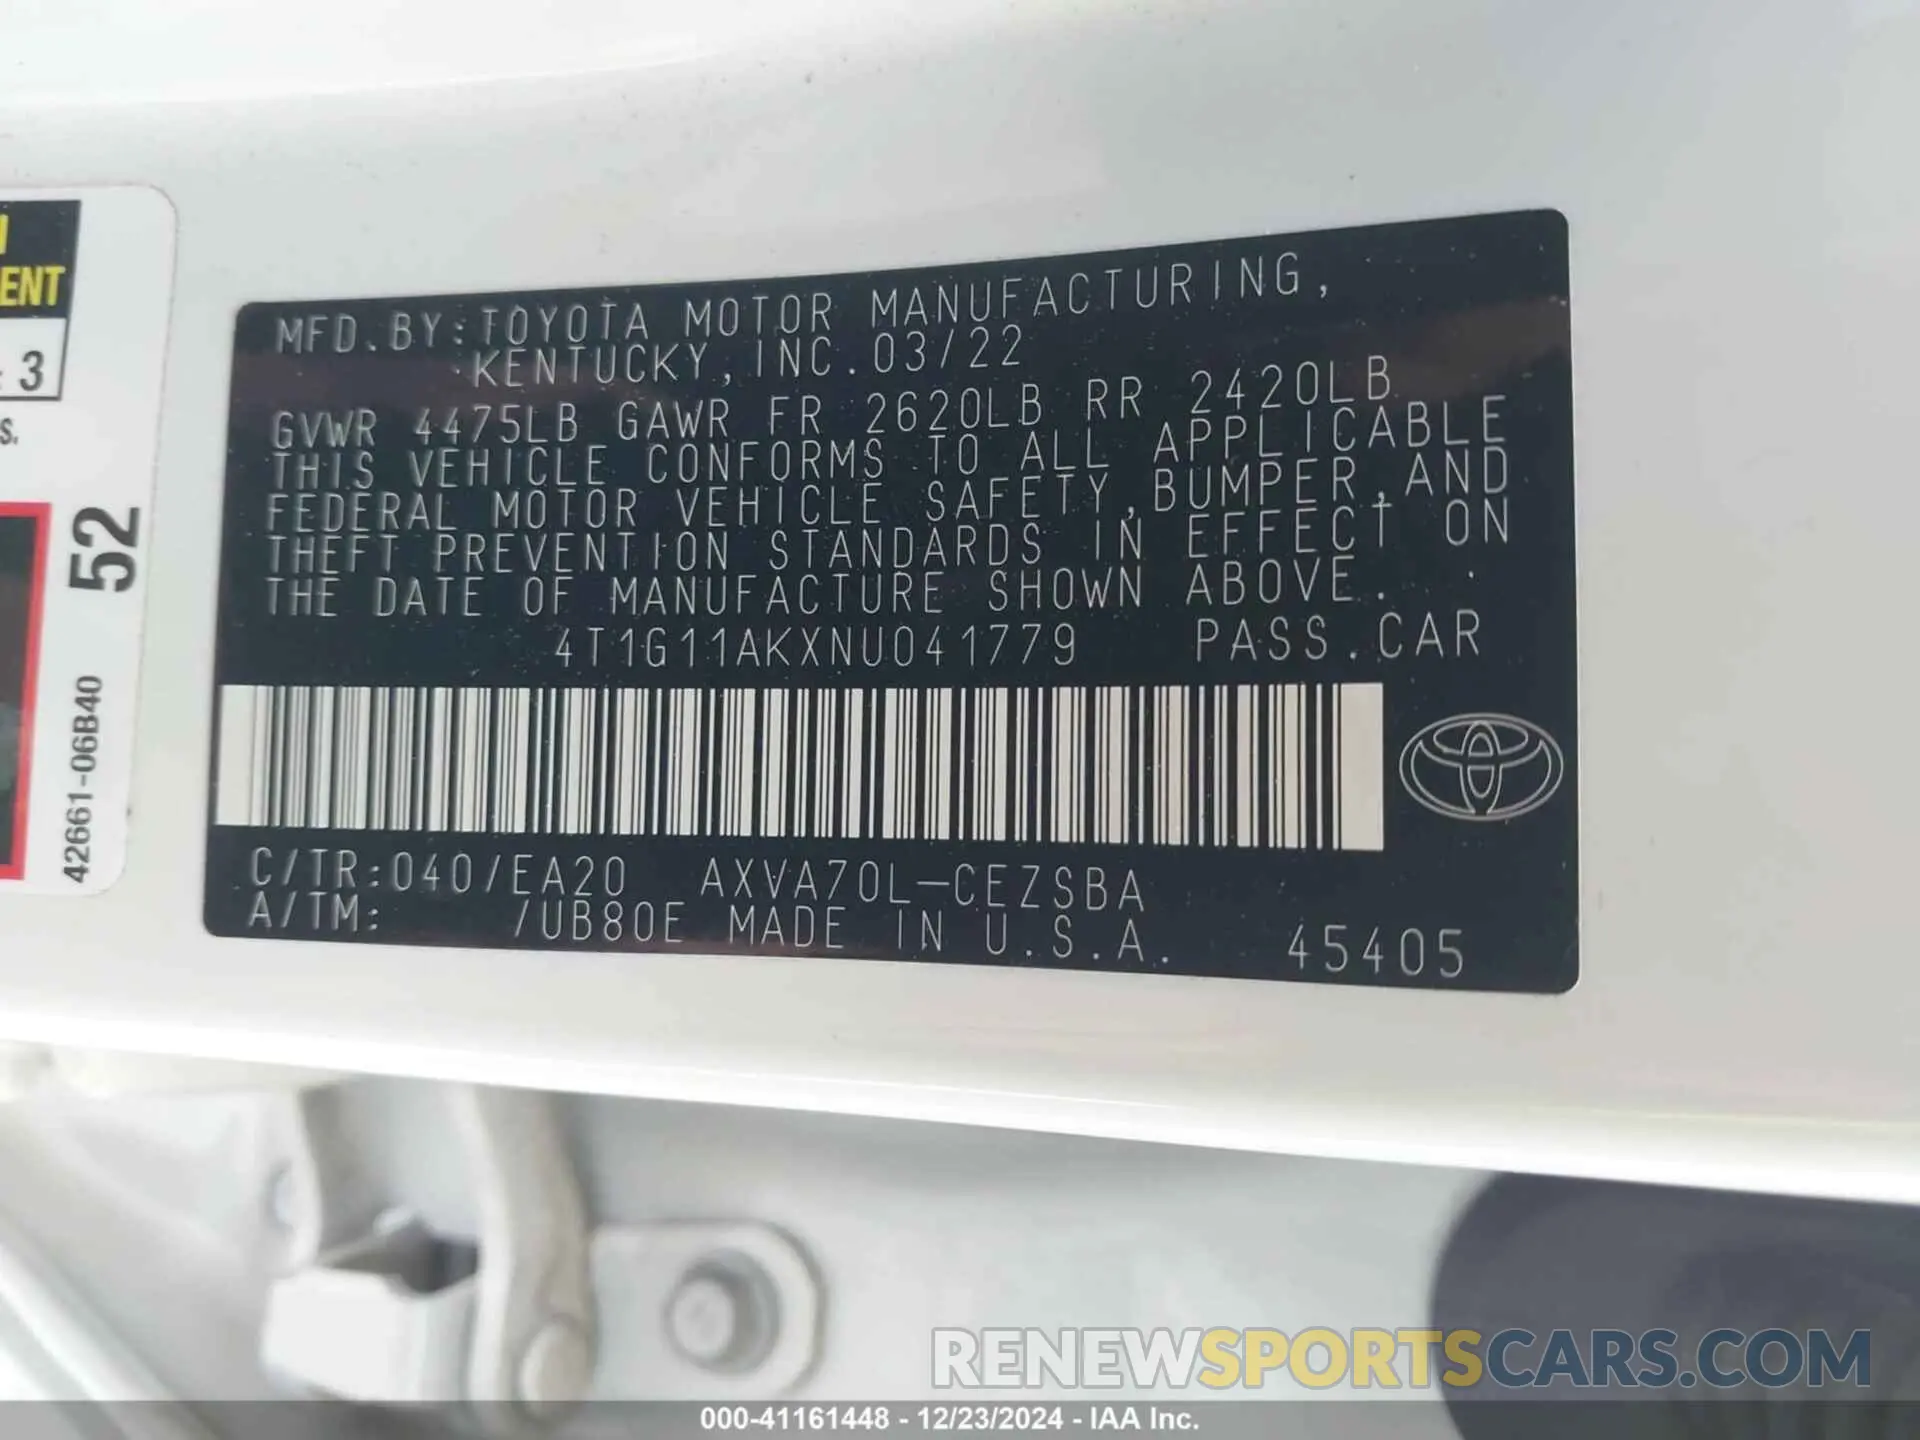 ENT
3
s.
52
42661-06B40
MFD.BY:TOYOTA MOTOR MANUFACTURING,
KENTUCKY,INC.03/22
GVWR 4475LB GAWR FR 2620LB RR 2420LB
THIS VEHICLE CONFORMS TO ALL APPLICABLE
FEDERAL MOTOR VEHICLE SAFETY,BUMPER,AND
THEFT PREVENTION STANDARDS IN EFFECT ON
THE DATE OF MANUFACTURE SHOWN ABOVE.
4T1G11AKXNU041779 PASS.CAR
C/TR:040/EA20 AXVA70L-CEZSBA
A/TM: /UB80E MADE IN U.S.A. 45405
RENEWSPORTSCARS.COM
000-41161448 - 12/23/2024 - IAA Inc.